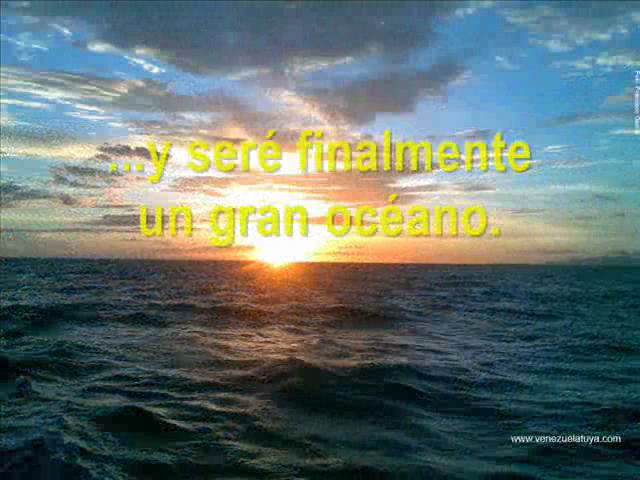 ...y seré finalmente
un gran océano.
www.venezuelatuya.com